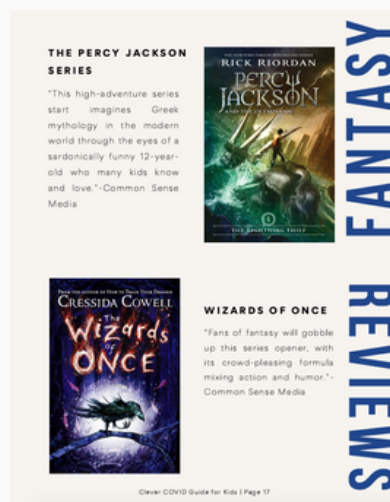 THE PERCY JACKSON
SERIES
"This high-adventure series
start imagines Greek
mythology in the modern
world through the eyes of a
sardonically funny 12-year-
old who many kids know
and love."-Common Sense
Media
RICK RIORDAN
PERCY
JACKSON
AND THE OLYMPIANS
THE LIGHTNING THIEF
FANTASY
REVIEWS
FROM THE AUTHOR OF HOW TO TRAIN YOUR DRAGON
CRESSIDA COWELL
The
Wizards
of
ONCE
WIZARDS OF ONCE
"Fans of fantasy will gobble
up this series opener, with
its crowd-pleasing formula
mixing action and humor."-
Common Sense Media
Clever COVID Guide for Kids | Page 17